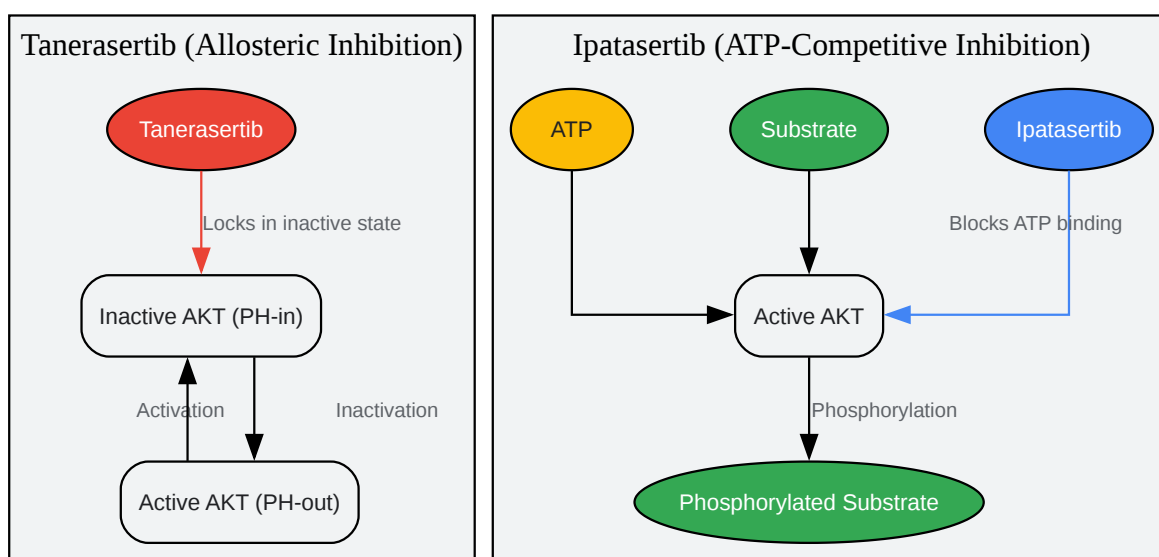 Tanerasertib (Allosteric Inhibition)
Tanerasertib
Locks in inactive state
Inactive AKT (PH-in)
Activation
Inactivation
Active AKT (PH-out)
Ipatasertib (ATP-Competitive Inhibition)
ATP
Substrate
Ipatasertib
Blocks ATP binding
Active AKT
Phosphorylation
Phosphorylated Substrate